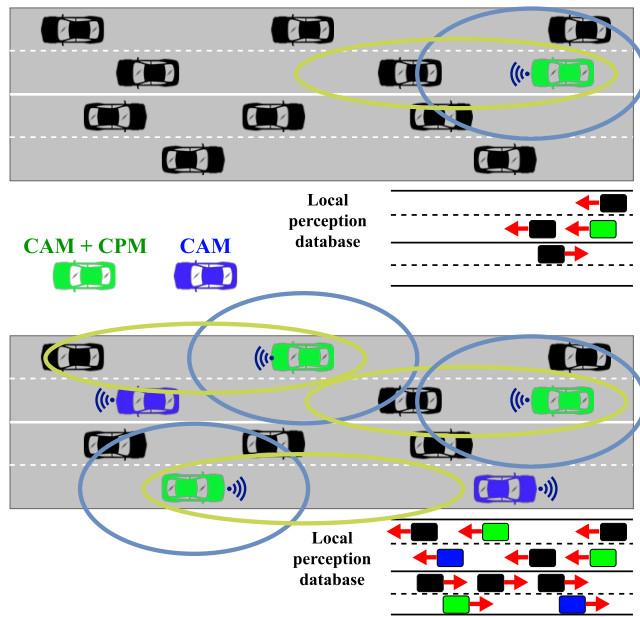 Local
perception
database
CAM + CPM
CAM
Local
perception
database